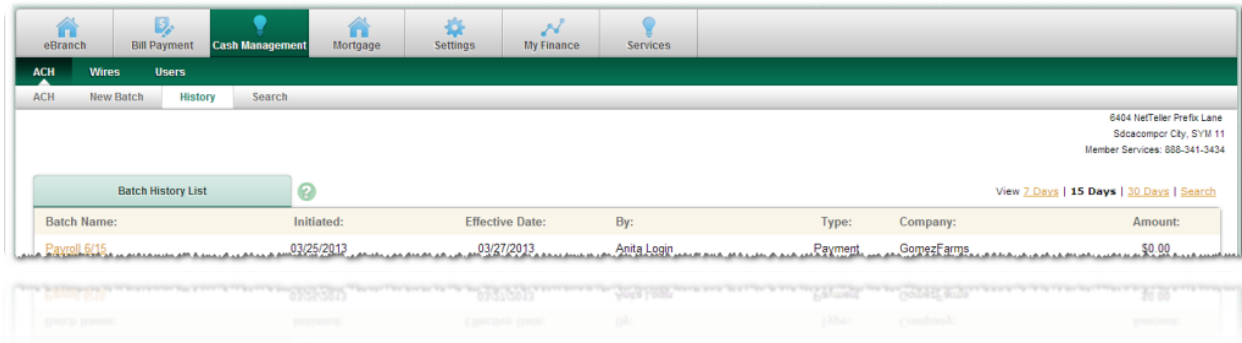 eBranch Bill Payment Cash Management Mortgage Settings My Finance Services
ACH Wires Users
ACH New Batch History Search
6404 NetTeller Prefix Lane
Sdcacompcr City, SYM 11
Member Services: 888-341-3434
Batch History List ? View 7 Days | 15 Days | 30 Days | Search
Batch Name: Initiated: Effective Date: By: Type: Company: Amount:
Payroll 6/15 03/25/2013 03/27/2013 Anita Login Payment GomezFarms $0.00